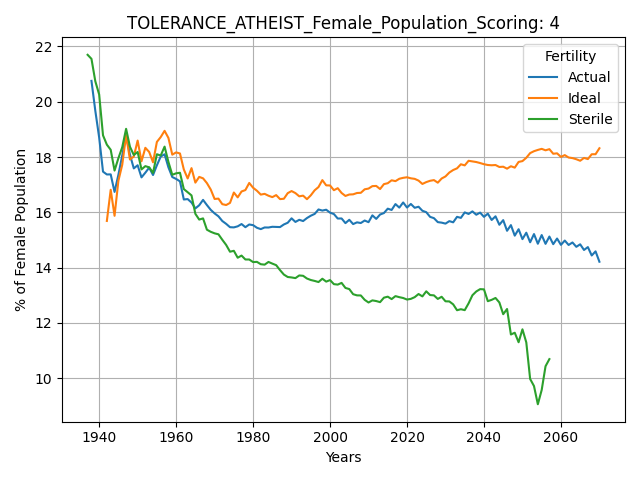 TOLERANCE_ATHEIST_Female_Population_Scoring: 4
Fertility
Actual
Ideal
Sterile
% of Female Population
22
20
18
16
14
12
10
1940 1960 1980 2000 2020 2040 2060
Years